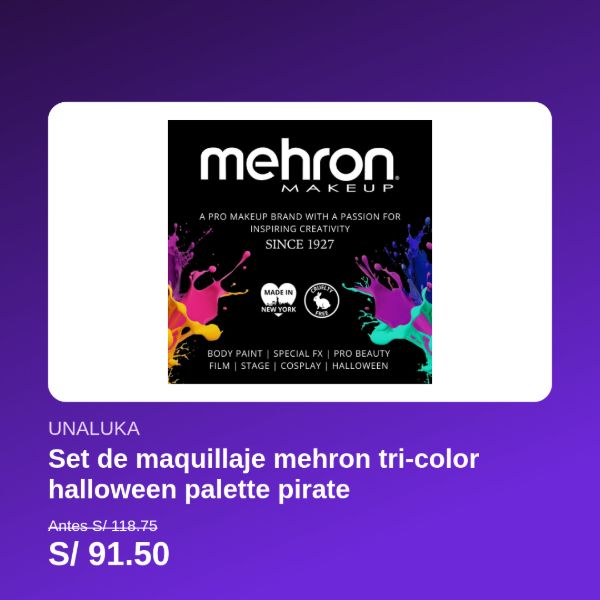 mehron.
MAKEUP
A PRO MAKEUP BRAND WITH A PASSION FOR
INSPIRING CREATIVITY
SINCE 1927
MADE IN
NEW YORK
CRUELTY
FREE
BODY PAINT | SPECIAL FX | PRO BEAUTY
FILM | STAGE | COSPLAY | HALLOWEEN
UNALUKA
Set de maquillaje mehron tri-color
halloween palette pirate
Antes S/ 118.75
S/ 91.50